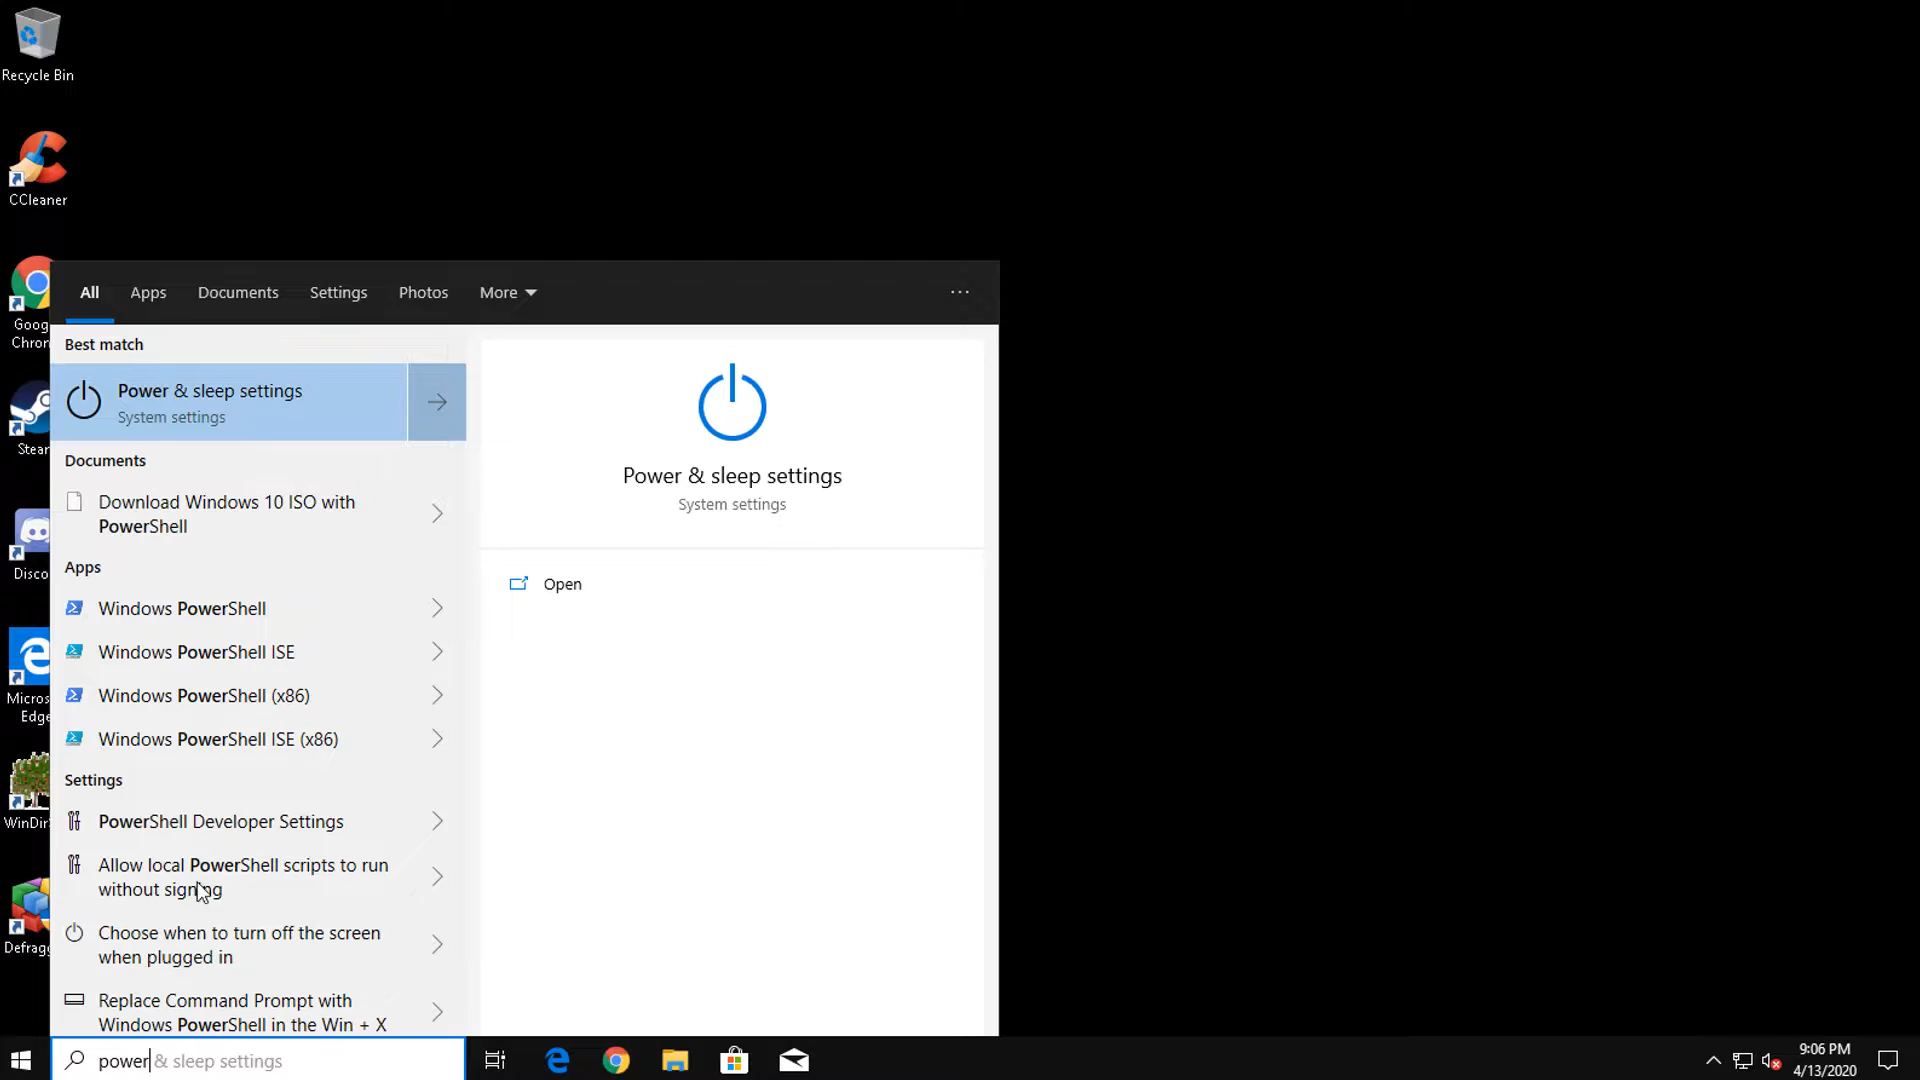 Recycle Bin
CCleaner
Goog
Chrom
Stear
Disco
Micros
Edge
WinDirS
Defragg
All
Apps
Documents
Settings
Photos
More
Best match
Power & sleep settings
System settings
Documents
Download Windows 10 ISO with
PowerShell
Apps
Windows PowerShell
Windows PowerShell ISE
Windows PowerShell (x86)
Windows PowerShell ISE (x86)
Settings
PowerShell Developer Settings
Allow local PowerShell scripts to run
without signing
Choose when to turn off the screen
when plugged in
Replace Command Prompt with
Windows PowerShell in the Win + X
Power & sleep settings
System settings
Open
power & sleep settings
9:06 PM
4/13/2020